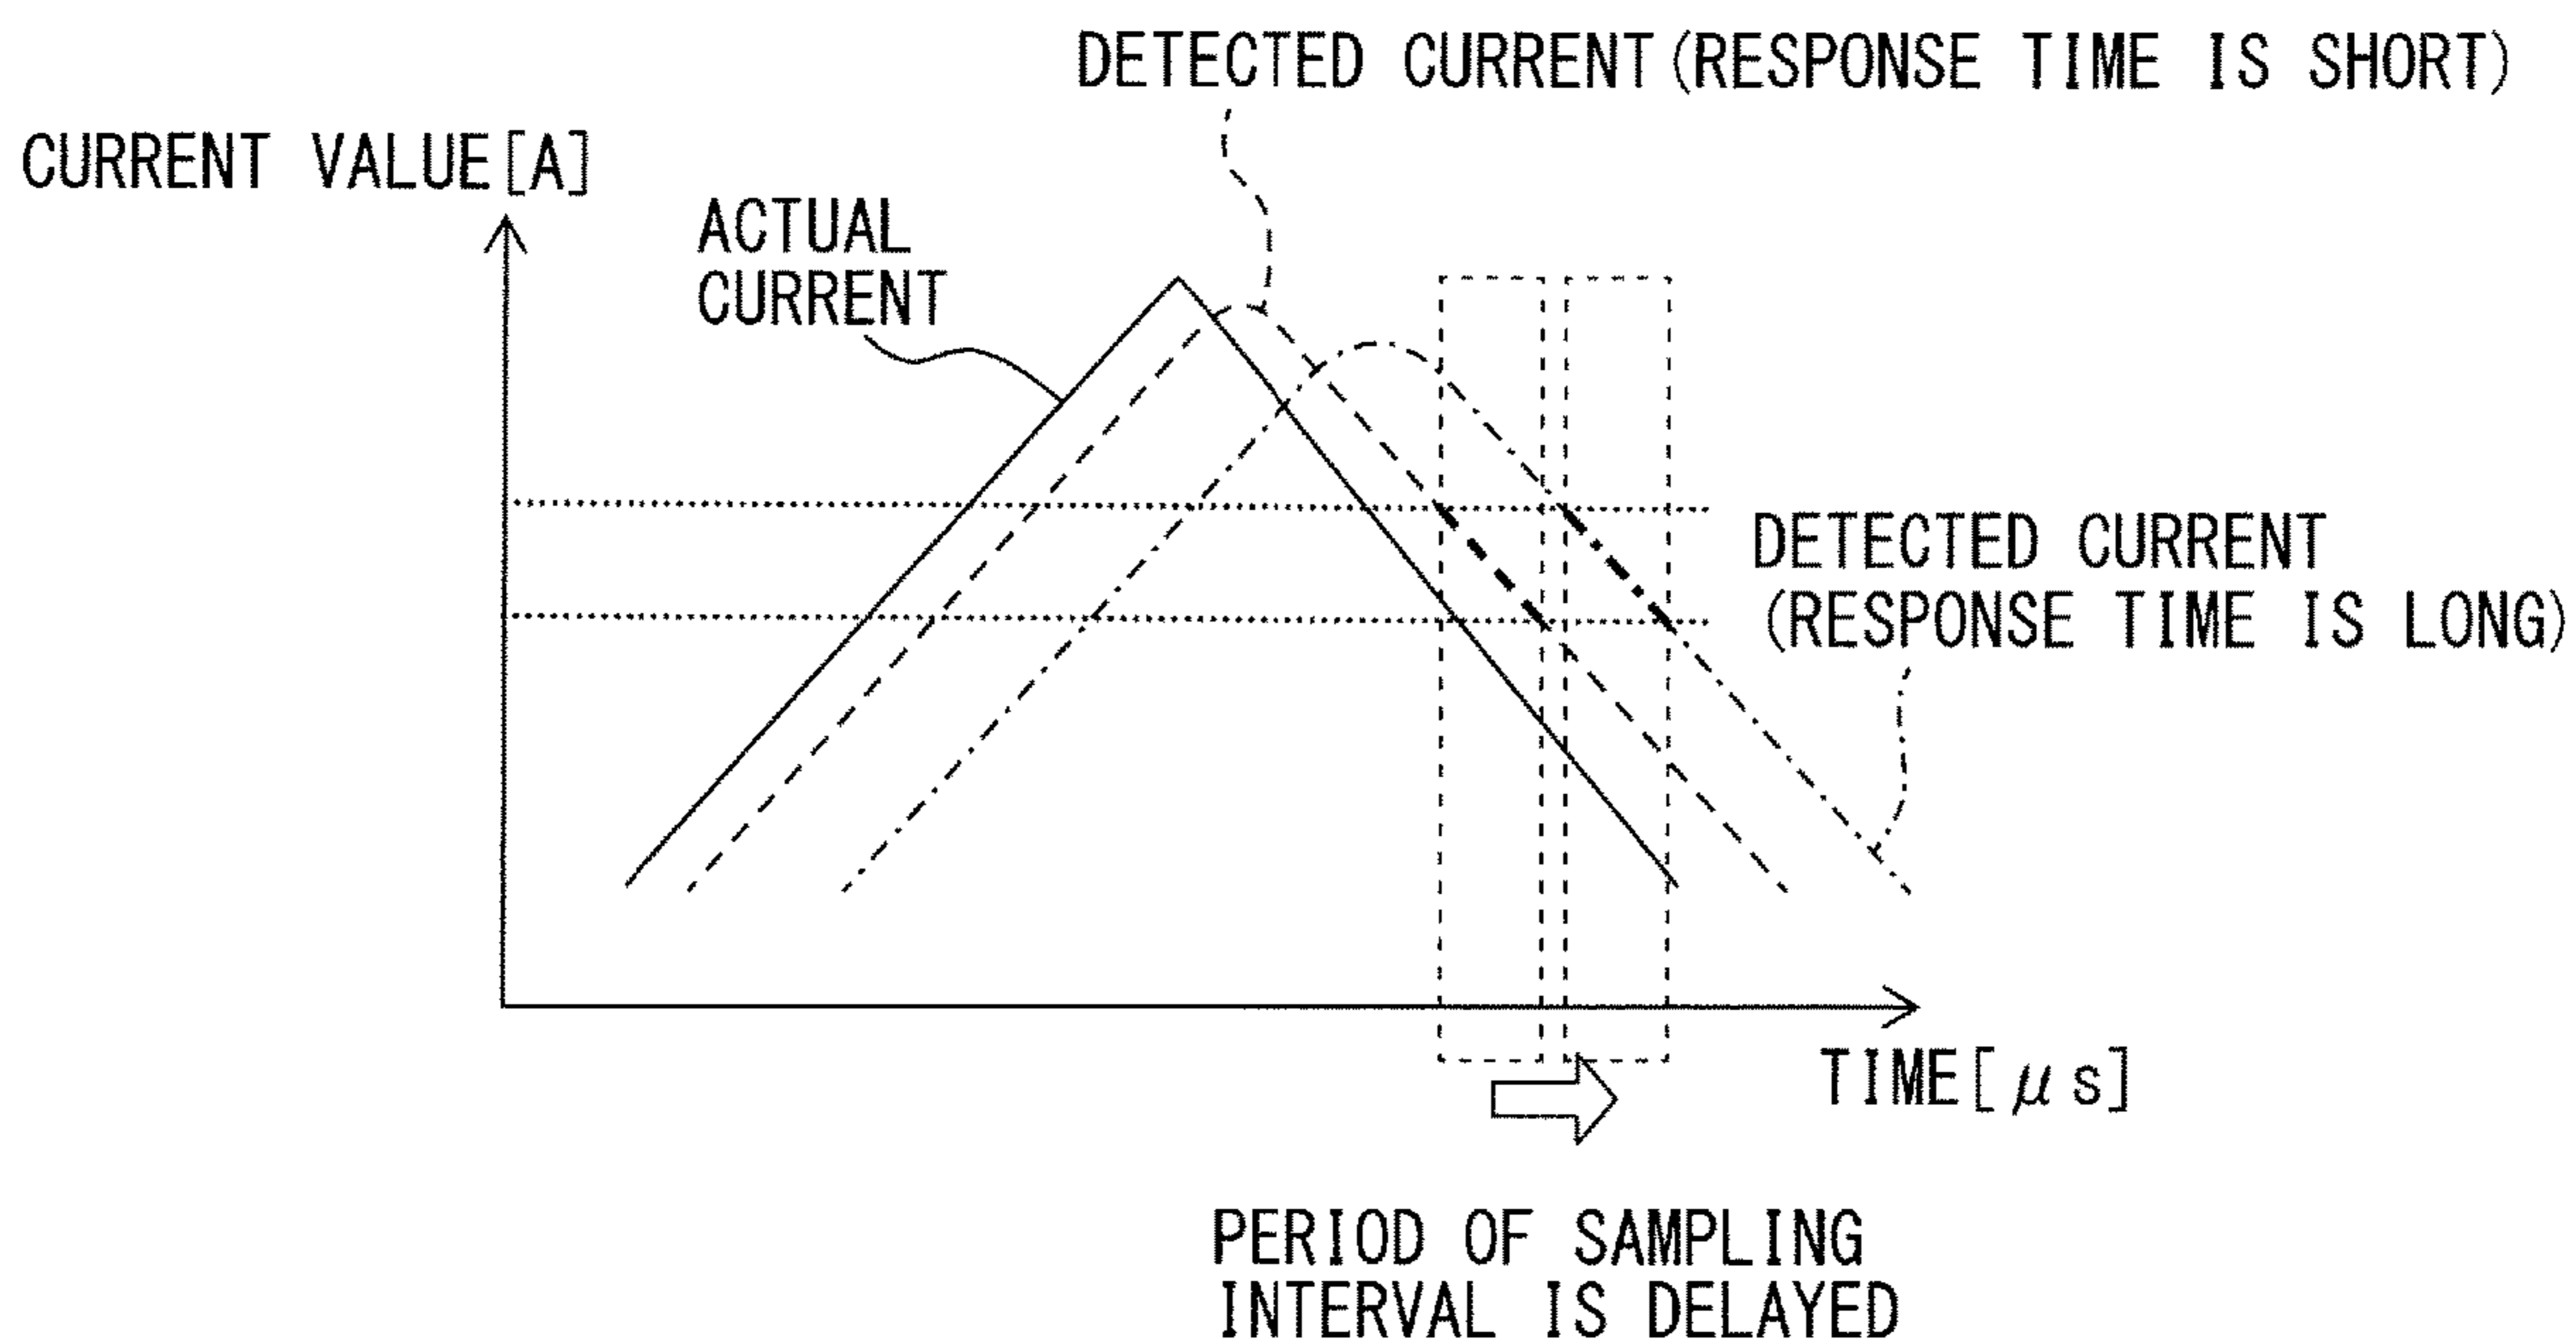 DETECTED CURRENT(RESPONSE TIME IS SHORT)
CURRENT VALUE[A]
ACTUAL
CURRENT
DETECTED CURRENT
(RESPONSE TIME IS LONG)
TIME[μs]
PERIOD OF SAMPLING
INTERVAL IS DELAYED